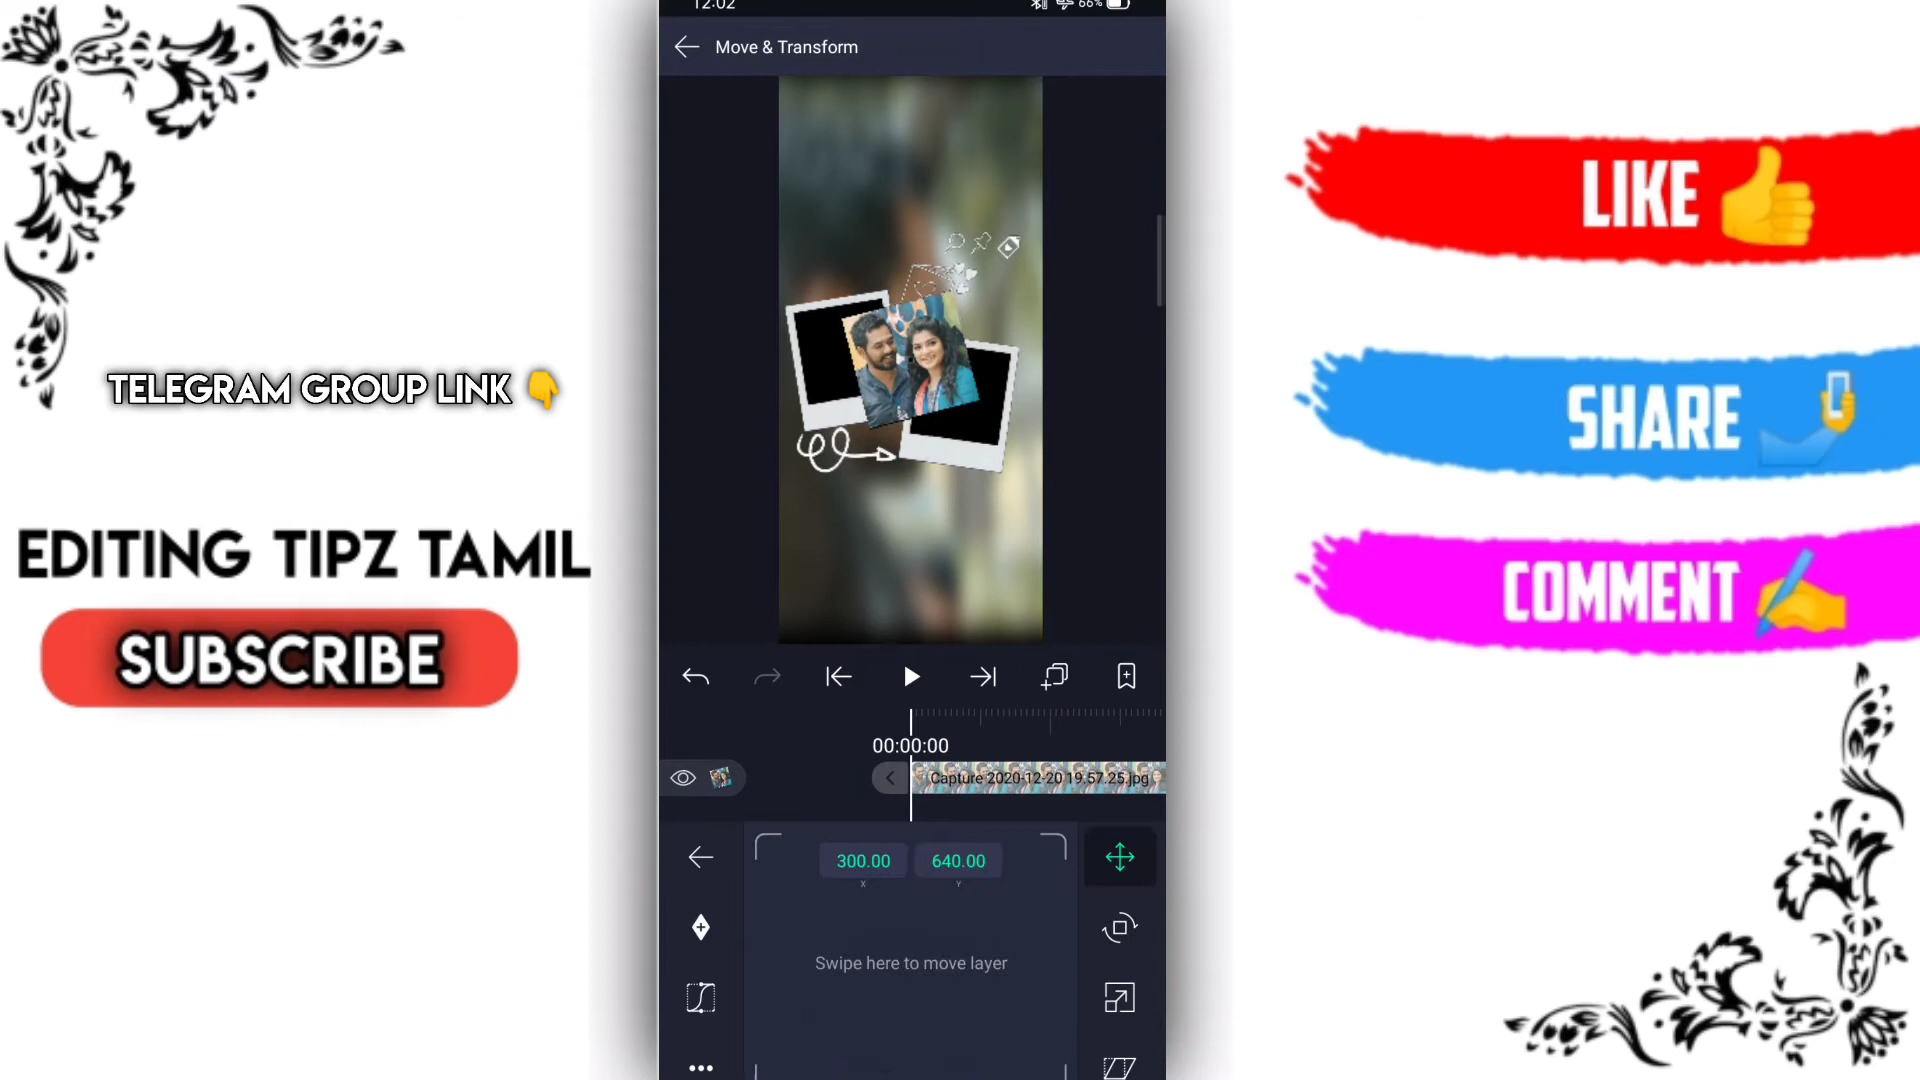 12:02
66%
Move & Transform
LIKE
TELEGRAM GROUP LINK 👇
SHARE
EDITING TIPZ TAMIL
COMMENT
SUBSCRIBE
00:00:00
Capture 2020-12-20 19.57.25.jpg
300.00 640.00
X Y
Swipe here to move layer